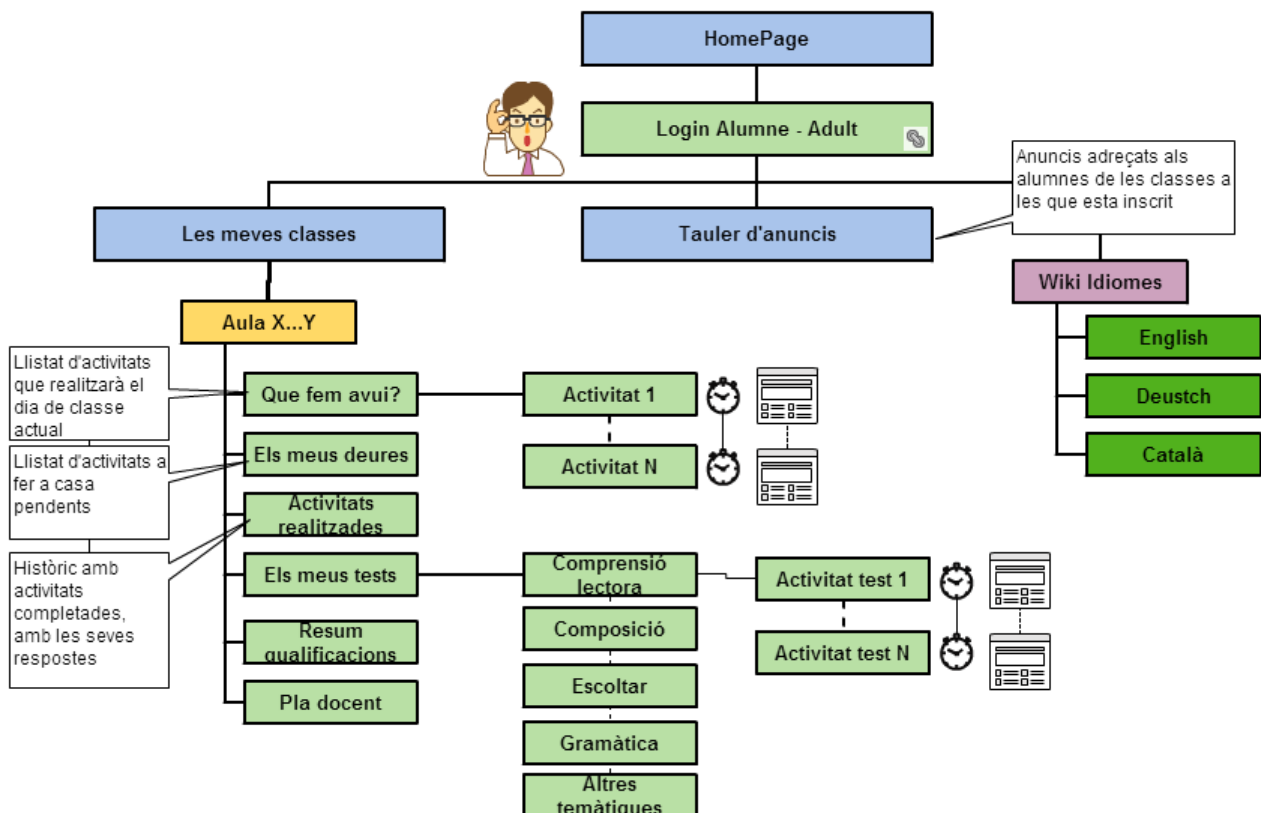 HomePage
Login Alumne - Adult
Anuncis adreçats als
alumnes de les classes a
les que esta inscrit
Les meves classes
Tauler d'anuncis
Wiki Idiomes
Aula X...Y
English
Deustch
Català
Llistat d'activitats
que realitzarà el
dia de classe
actual
Que fem avui?
Activitat 1
Llistat d'activitats a
fer a casa
pendents
Els meus deures
Activitat N
Activitats
realitzades
Històric amb
activitats
completades,
amb les seves
respostes
Els meus tests
Comprensió
lectora
Activitat test 1
Resum
qualificacions
Composició
Activitat test N
Pla docent
Escoltar
Gramàtica
Altres
temàtiques